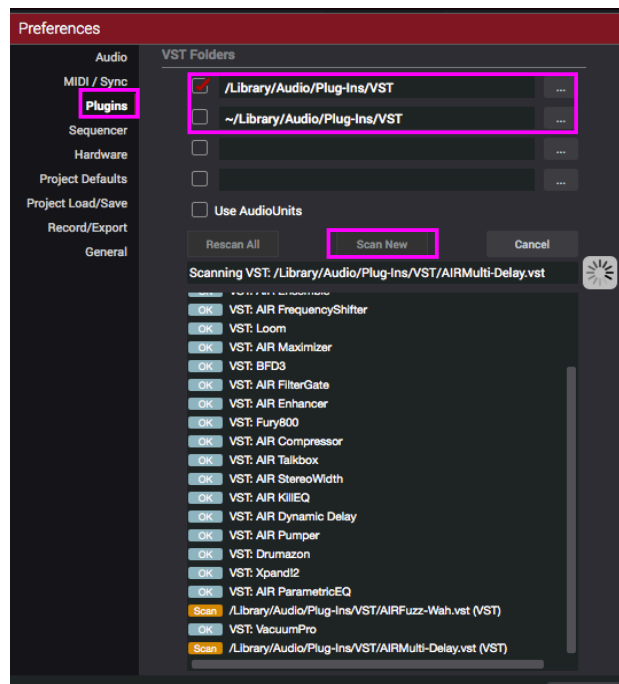 Preferences
Audio
VST Folders
MIDI / Sync
/Library/Audio/Plug-Ins/VST
...
Plugins
~/Library/Audio/Plug-Ins/VST
...
Sequencer
Hardware
...
Project Defaults
...
Project Load/Save
Use AudioUnits
Record/Export
General
Rescan All
Scan New
Cancel
Scanning VST: /Library/Audio/Plug-Ins/VST/AIRMulti-Delay.vst
OK VST: AIR Ensemble
OK VST: AIR FrequencyShifter
OK VST: Loom
OK VST: AIR Maximizer
OK VST: BFD3
OK VST: AIR FilterGate
OK VST: AIR Enhancer
OK VST: Fury800
OK VST: AIR Compressor
OK VST: AIR Talkbox
OK VST: AIR StereoWidth
OK VST: AIR KillEQ
OK VST: AIR Dynamic Delay
OK VST: AIR Pumper
OK VST: Drumazon
OK VST: Xpand!2
OK VST: AIR ParametricEQ
Scan /Library/Audio/Plug-Ins/VST/AIRFuzz-Wah.vst (VST)
OK VST: VacuumPro
Scan /Library/Audio/Plug-Ins/VST/AIRMulti-Delay.vst (VST)